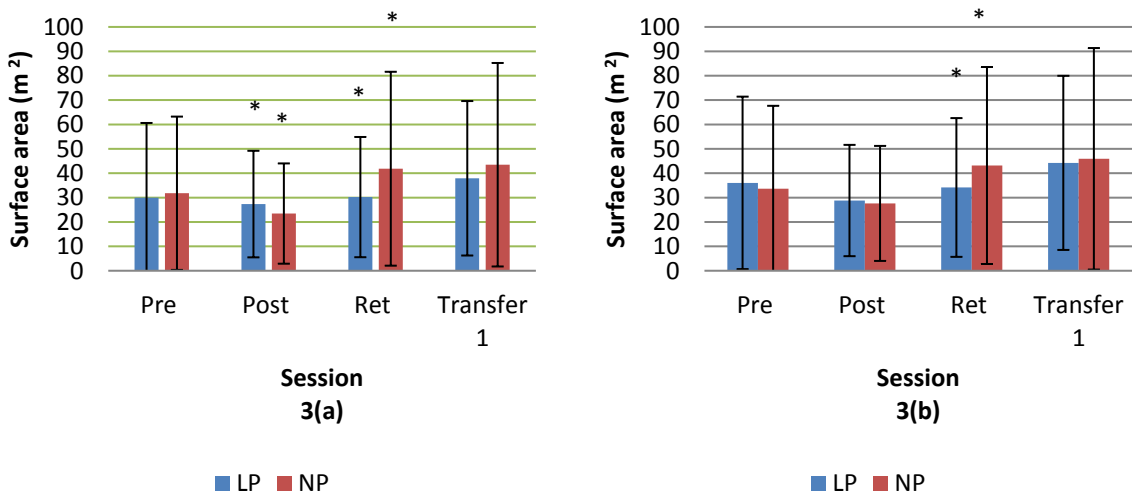 Surface area (m ²)
100
90
80
70
60
50
40
30
20
10
0
*
*
*
*
Pre
Post
Ret
Transfer
1
Session
3(a)
LP
NP
Surface area (m ²)
100
90
80
70
60
50
40
30
20
10
0
*
*
Pre
Post
Ret
Transfer
1
Session
3(b)
LP
NP